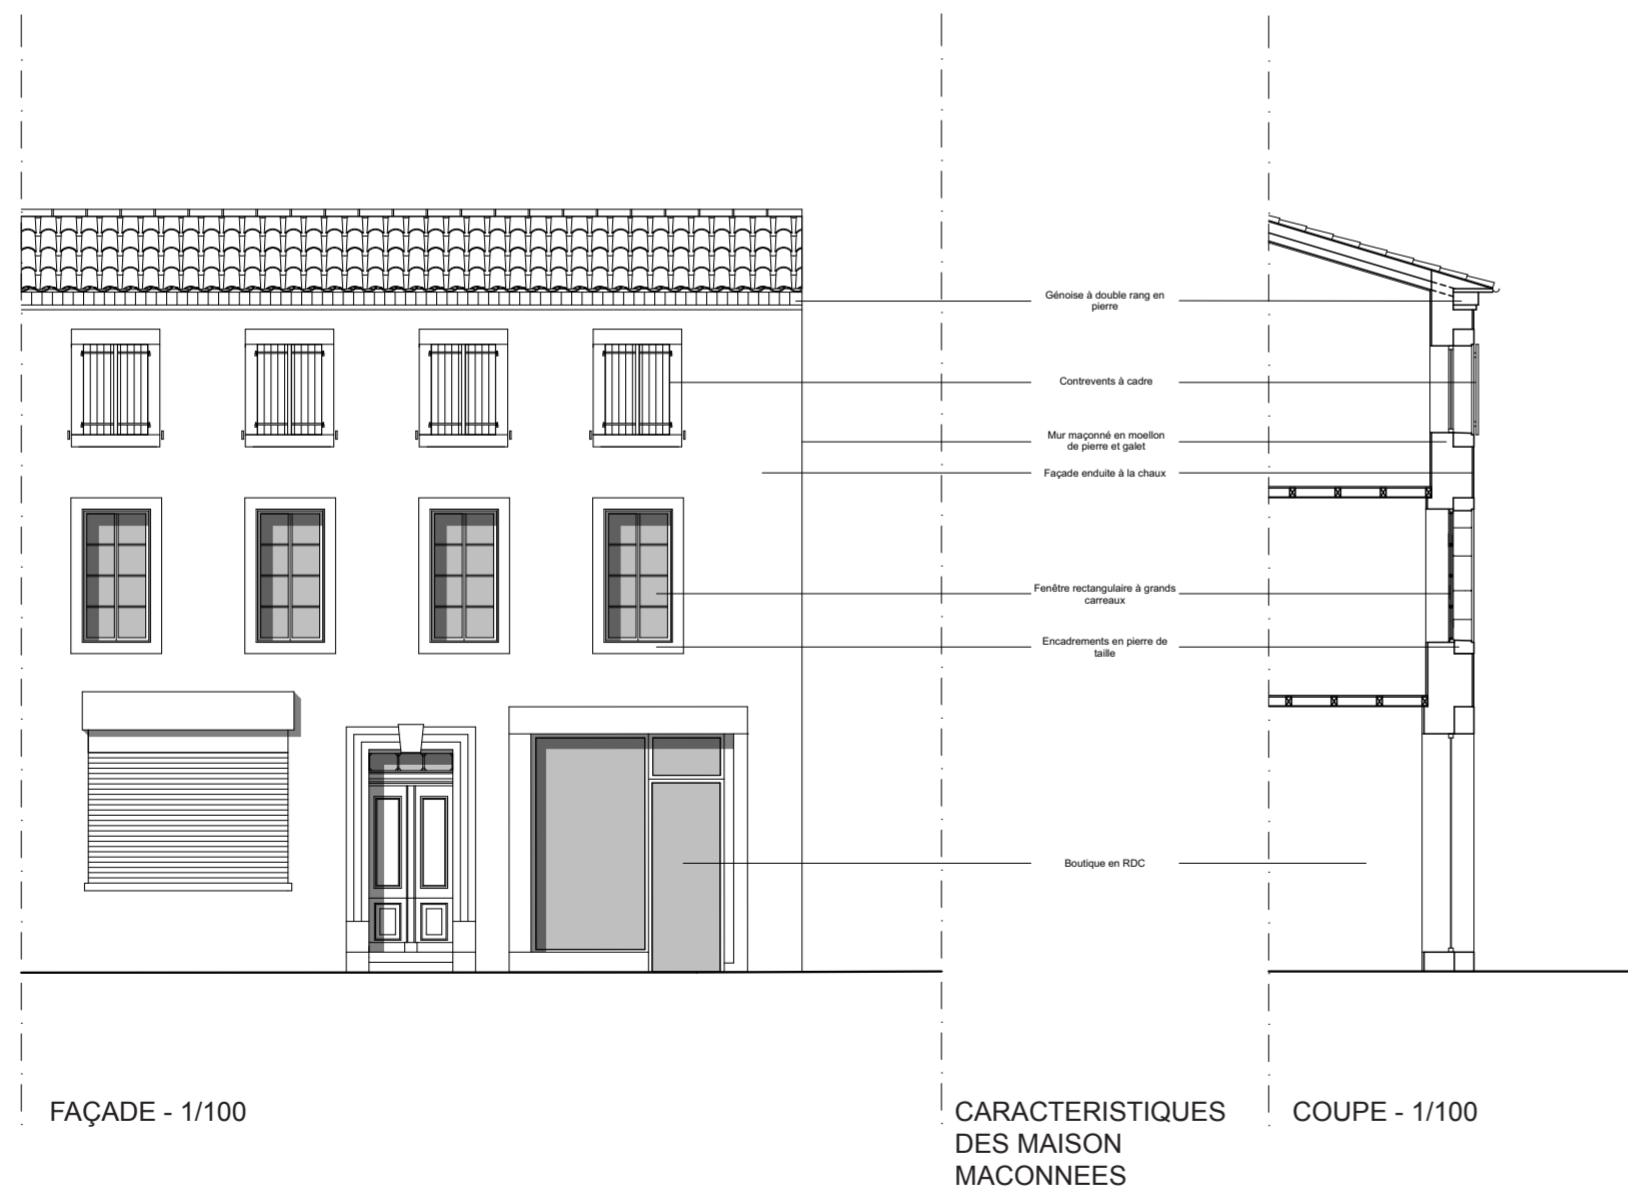 Génoise à double rang en
pierre
Contrevents à cadre
Mur maçonné en moellon
de pierre et galet
Façade enduite à la chaux
Fenêtre rectangulaire à grands
carreaux
Encadrements en pierre de
taille
Boutique en RDC
FAÇADE - 1/100
CARACTERISTIQUES
DES MAISON
MACONNEES
COUPE - 1/100